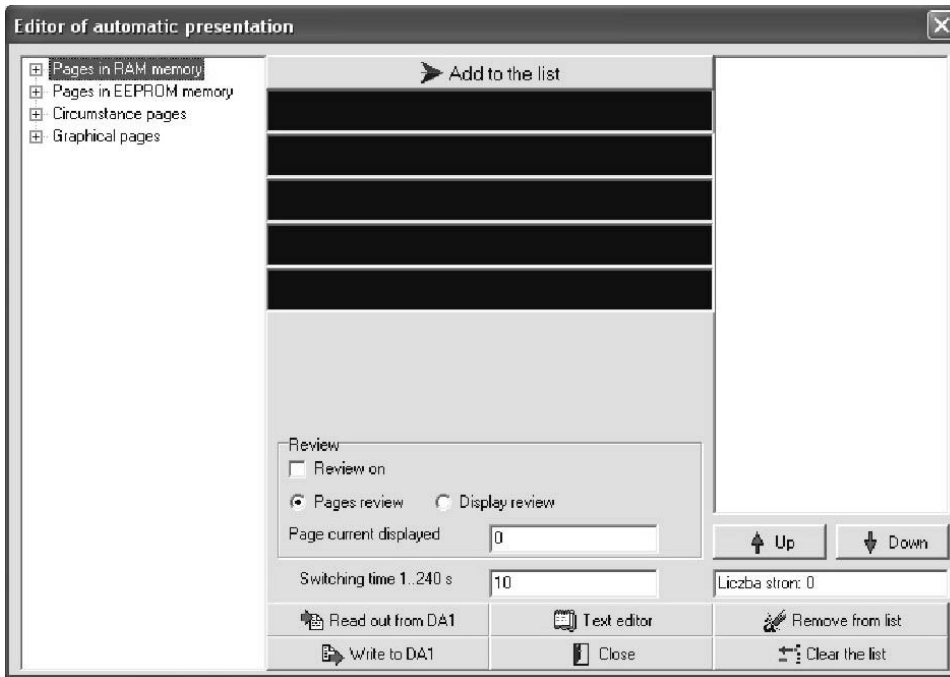 Editor of automatic presentation
Pages in RAM memory
Pages in EEPROM memory
Circumstance pages
Graphical pages
Add to the list
Review
Review on
Pages review
Display review
Page current displayed
0
Switching time 1..240 s
10
Up
Down
Liczba stron: 0
Read out from DA1
Text editor
Remove from list
Write to DA1
Close
Clear the list